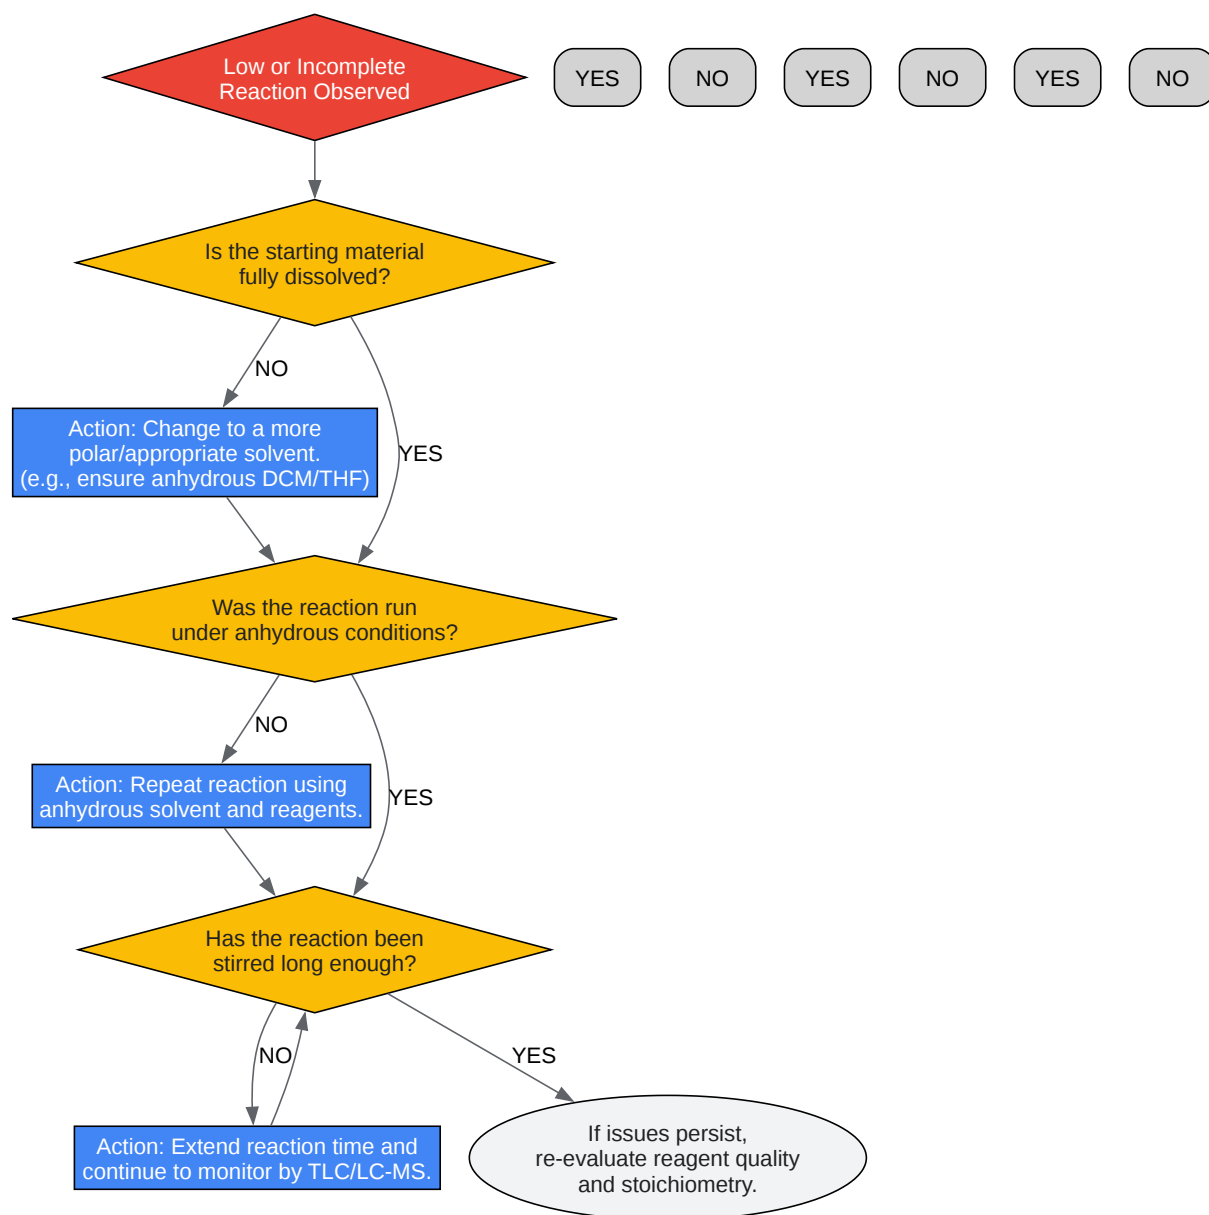 Low or Incomplete
Reaction Observed
YES
NO
YES
NO
YES
NO
Is the starting material
fully dissolved?
NO
YES
Action: Change to a more
polar/appropriate solvent.
(e.g., ensure anhydrous DCM/THF)
Was the reaction run
under anhydrous conditions?
NO
YES
Action: Repeat reaction using
anhydrous solvent and reagents.
Has the reaction been
stirred long enough?
NO
YES
Action: Extend reaction time and
continue to monitor by TLC/LC-MS.
If issues persist,
re-evaluate reagent quality
and stoichiometry.